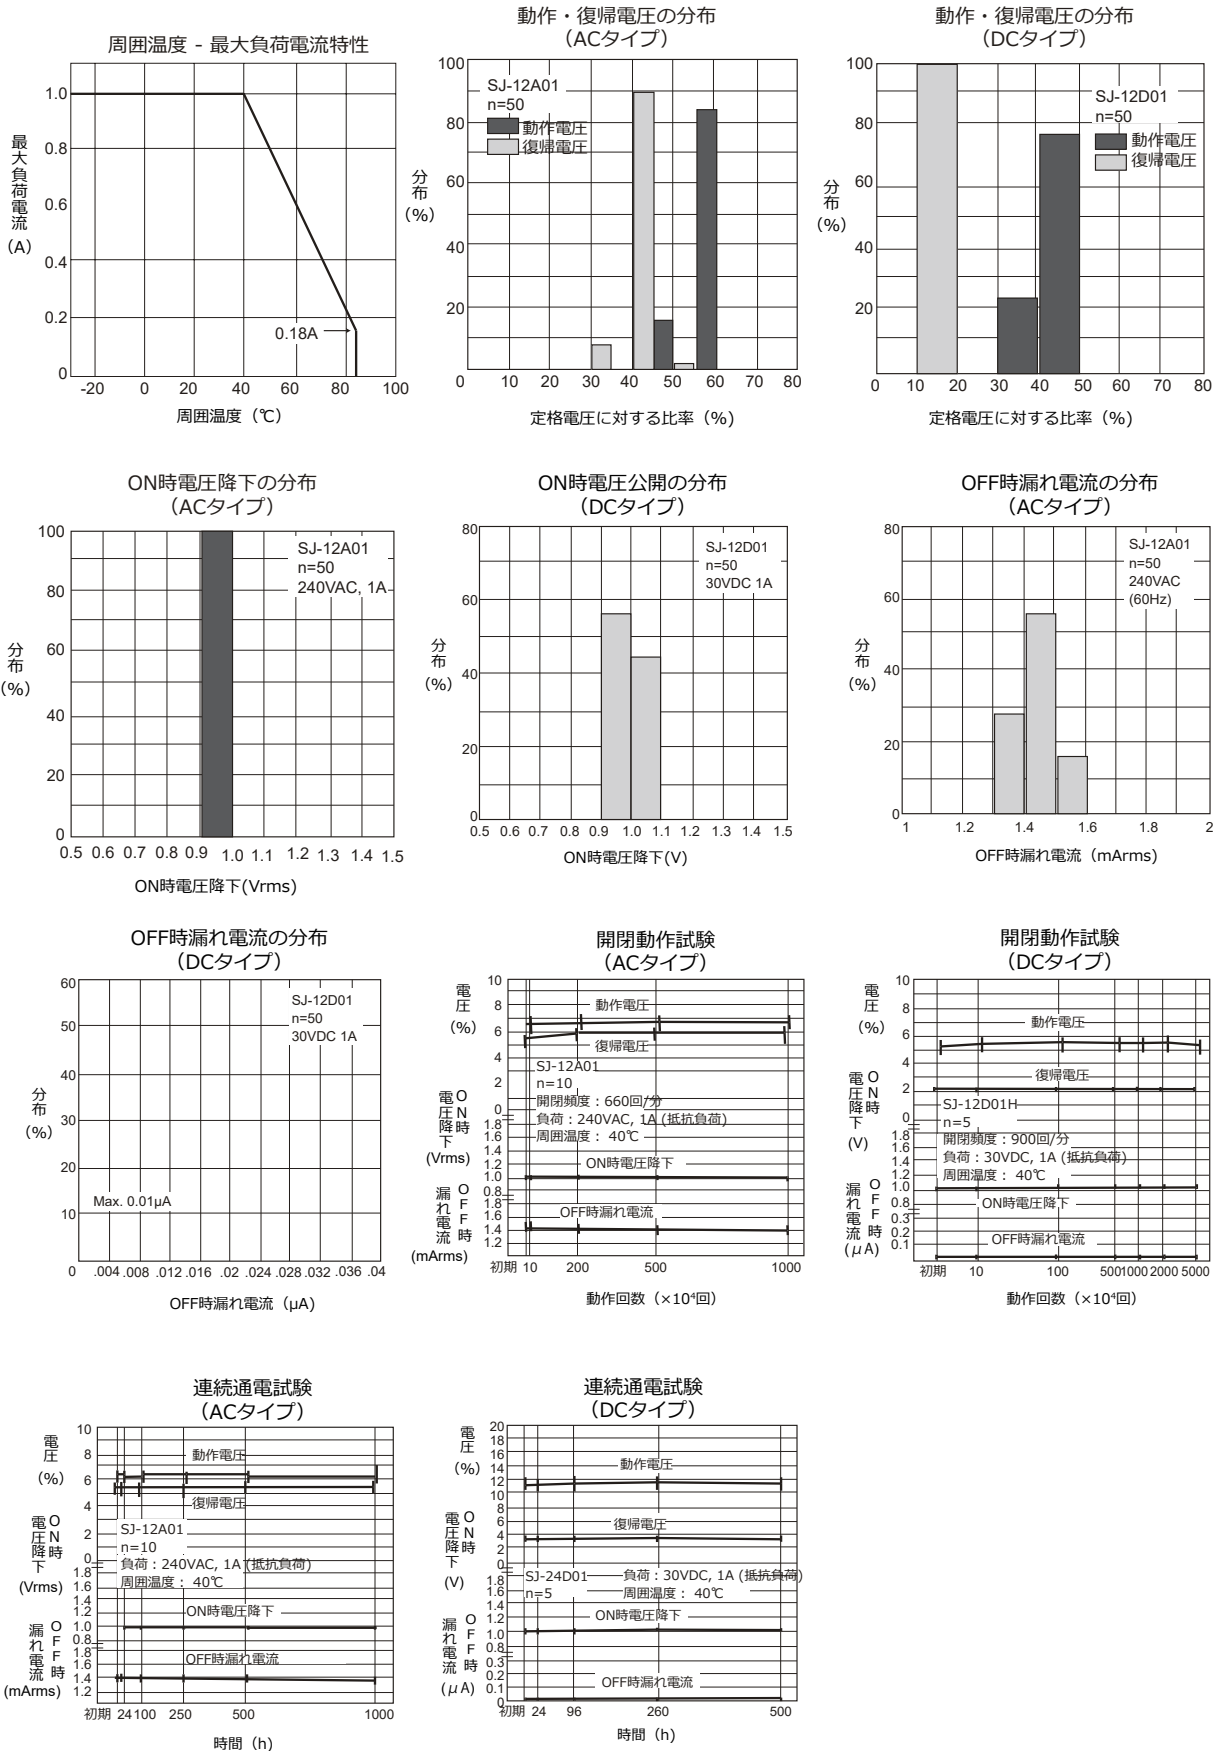 周囲温度 - 最大負荷電流特性
最大負荷電流
(A)
1.0
0.8
0.6
0.4
0.2
0
0.18A
-20 0 20 40 60 80 100
周囲温度（℃）
動作・復帰電圧の分布
（ACタイプ）
分布
（%）
100
80
60
40
20
SJ-12A01
n=50
動作電圧
復帰電圧
0 10 20 30 40 50 60 70 80
定格電圧に対する比率（%）
動作・復帰電圧の分布
（DCタイプ）
分布
（%）
100
80
60
40
20
SJ-12D01
n=50
動作電圧
復帰電圧
0 10 20 30 40 50 60 70 80
定格電圧に対する比率（%）
ON時電圧降下の分布
（ACタイプ）
分布
（%）
100
80
60
40
20
0
SJ-12A01
n=50
240VAC, 1A
0.5 0.6 0.7 0.8 0.9 1.0 1.1 1.2 1.3 1.4 1.5
ON時電圧降下(Vrms)
ON時電圧公開の分布
（DCタイプ）
分布
（%）
80
60
40
20
0
SJ-12D01
n=50
30VDC 1A
0.5 0.6 0.7 0.8 0.9 1.0 1.1 1.2 1.3 1.4 1.5
ON時電圧降下(V)
OFF時漏れ電流の分布
（ACタイプ）
分布
（%）
80
60
40
20
0
SJ-12A01
n=50
240VAC
(60Hz)
1 1.2 1.4 1.6 1.8 2
OFF時漏れ電流（mArms）
OFF時漏れ電流の分布
（DCタイプ）
分布
（%）
60
50
40
30
20
10
SJ-12D01
n=50
30VDC 1A
Max. 0.01µA
0 .004 .008 .012 .016 .02 .024 .028 .032 .036 .04
OFF時漏れ電流（µA）
開閉動作試験
（ACタイプ）
電圧
（%）
10
8
6
4
2
0
動作電圧
復帰電圧
SJ-12A01
n=10
開閉頻度：660回/分
負荷：240VAC, 1A (抵抗負荷)
周囲温度： 40℃
ON時
電圧降下
(Vrms)
1.8
1.6
1.4
1.2
1.0
0.8
ON時電圧降下
OFF時
漏れ電流
(mArms)
1.8
1.6
1.4
1.2
OFF時漏れ電流
初期 10 200 500 1000
動作回数（×10⁴回）
開閉動作試験
（DCタイプ）
電圧
（%）
10
8
6
4
2
0
動作電圧
復帰電圧
SJ-12D01H
n=5
開閉頻度：900回/分
負荷：30VDC, 1A (抵抗負荷)
周囲温度： 40℃
ON時
電圧降下
(V)
1.8
1.6
1.4
1.2
1.0
0.8
ON時電圧降下
OFF時
漏れ電流
(μA)
0.3
0.2
0.1
OFF時漏れ電流
初期 10 100 500 1000 2000 5000
動作回数（×10⁴回）
連続通電試験
（ACタイプ）
電圧
（%）
10
8
6
4
2
0
動作電圧
復帰電圧
SJ-12A01
n=10
負荷：240VAC, 1A (抵抗負荷)
周囲温度： 40℃
ON時
電圧降下
(Vrms)
1.8
1.6
1.4
1.2
1.0
0.8
ON時電圧降下
OFF時
漏れ電流
(mArms)
1.8
1.6
1.4
1.2
OFF時漏れ電流
初期 24 100 250 500 1000
時間（h）
連続通電試験
（DCタイプ）
電圧
（%）
20
18
16
14
12
10
8
6
4
2
0
動作電圧
復帰電圧
SJ-24D01
n=5
負荷：30VDC, 1A (抵抗負荷)
周囲温度： 40℃
ON時
電圧降下
(V)
1.8
1.6
1.4
1.2
1.0
0.8
ON時電圧降下
OFF時
漏れ電流
(μA)
0.3
0.2
0.1
0
OFF時漏れ電流
初期 24 96 260 500
時間（h）